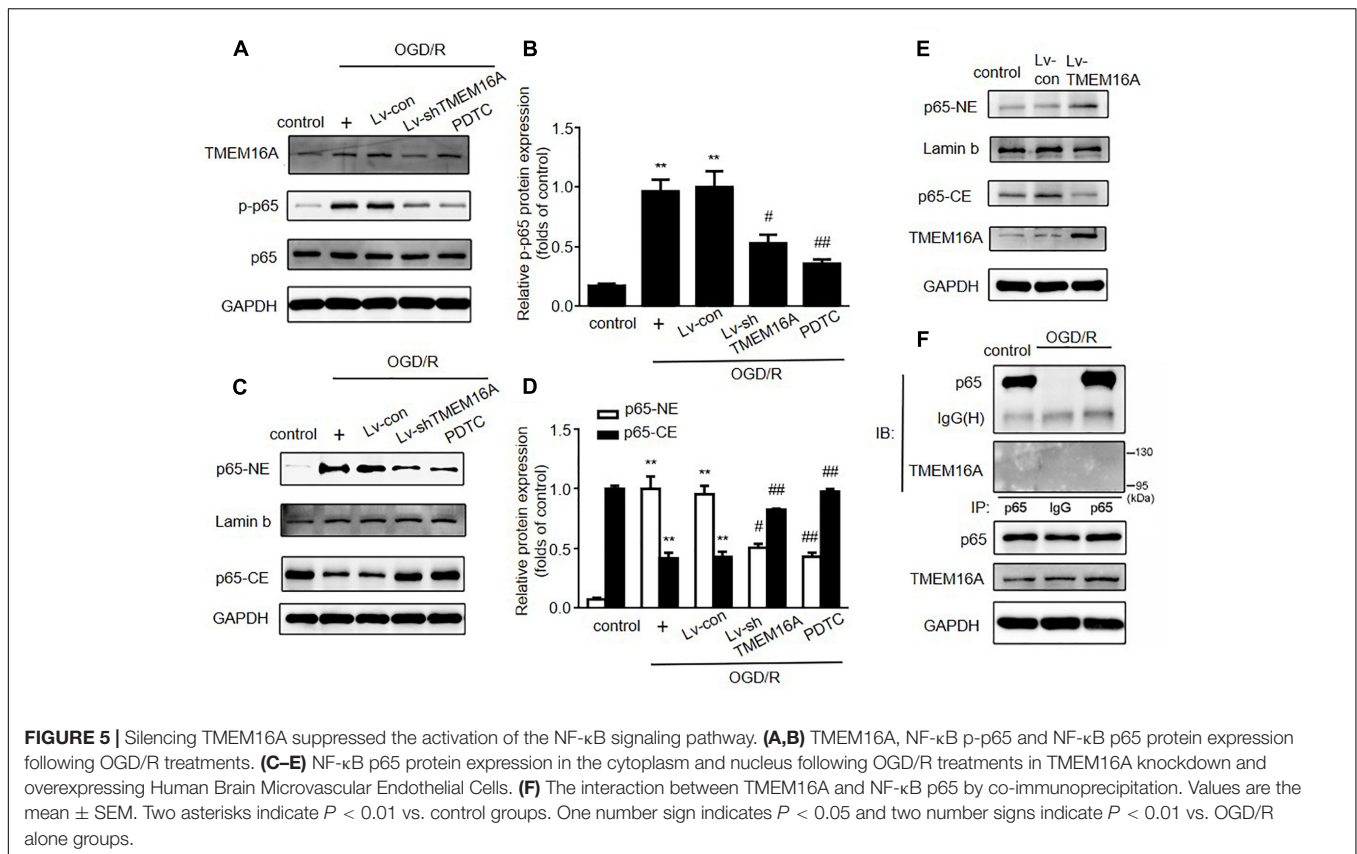 A
OGD/R
control
+
Lv-con
Lv-shTMEM16A
PDTC
TMEM16A
p-p65
p65
GAPDH
B
Relative p-p65 protein expression
(folds of control)
1.5
1.0
0.5
0.0
**
**
#
##
control
+
Lv-con
Lv-sh
TMEM16A
PDTC
OGD/R
C
OGD/R
control
+
Lv-con
Lv-shTMEM16A
PDTC
p65-NE
Lamin b
p65-CE
GAPDH
D
Relative protein expression
(folds of control)
1.5
1.0
0.5
0.0
p65-NE
p65-CE
**
**
**
**
#
##
##
##
control
+
Lv-con
Lv-sh
TMEM16A
PDTC
OGD/R
E
control
Lv-
con
Lv-
TMEM16A
p65-NE
Lamin b
p65-CE
TMEM16A
GAPDH
F
OGD/R
control
IB:
p65
IgG(H)
TMEM16A
130
95
(kDa)
IP: p65 IgG p65
p65
TMEM16A
GAPDH
FIGURE 5 | Silencing TMEM16A suppressed the activation of the NF-κB signaling pathway. (A,B) TMEM16A, NF-κB p-p65 and NF-κB p65 protein expression
following OGD/R treatments. (C–E) NF-κB p65 protein expression in the cytoplasm and nucleus following OGD/R treatments in TMEM16A knockdown and
overexpressing Human Brain Microvascular Endothelial Cells. (F) The interaction between TMEM16A and NF-κB p65 by co-immunoprecipitation. Values are the
mean ± SEM. Two asterisks indicate P < 0.01 vs. control groups. One number sign indicates P < 0.05 and two number signs indicate P < 0.01 vs. OGD/R
alone groups.